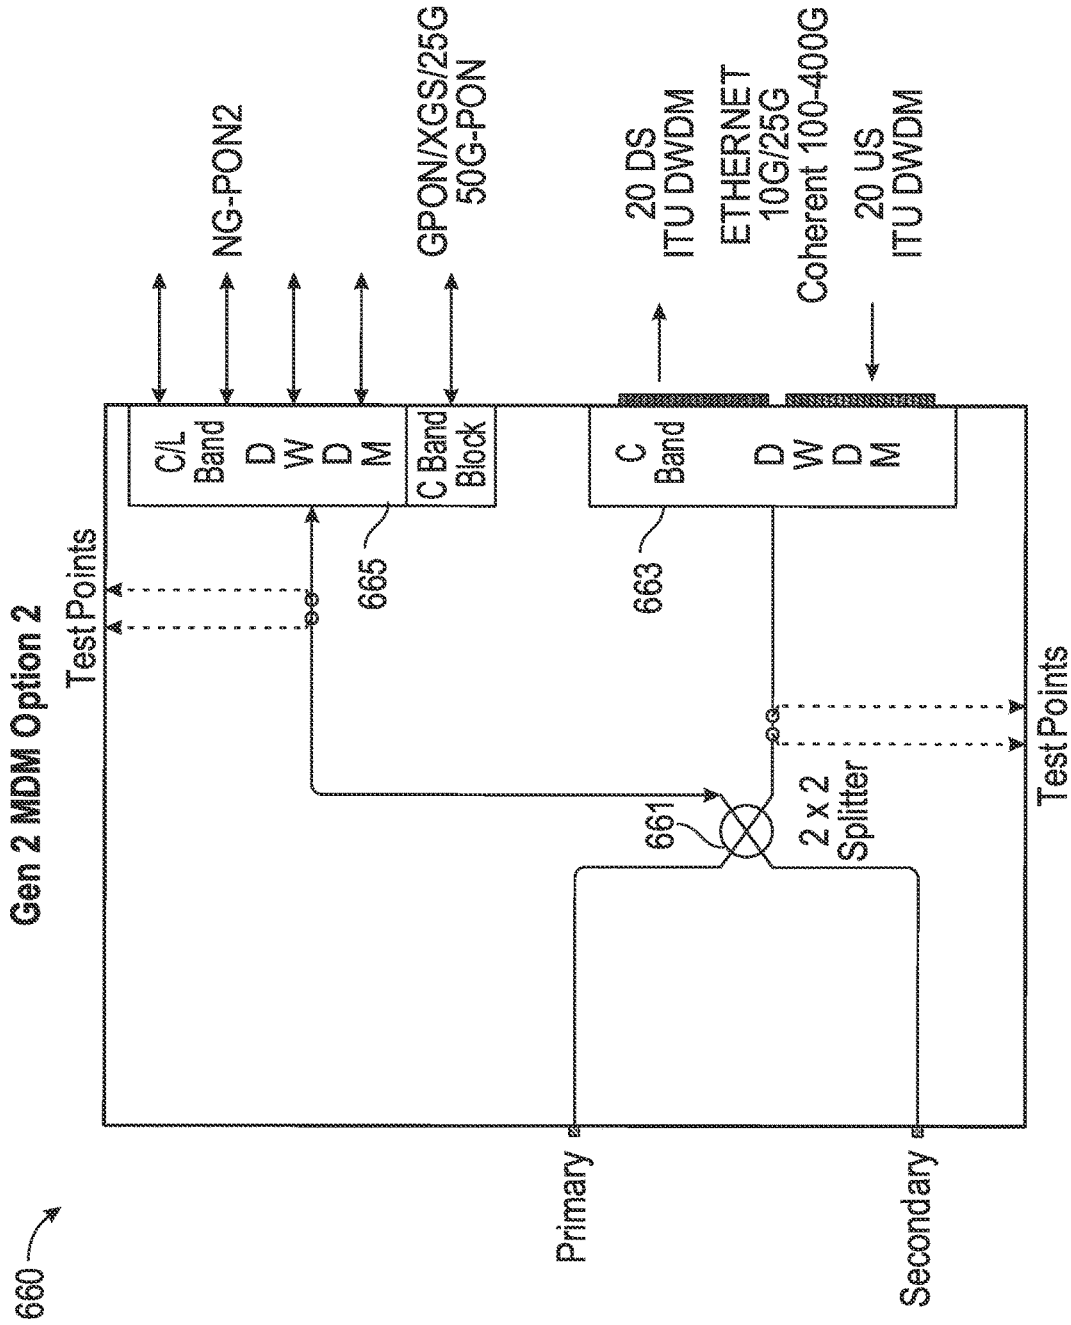 660
Gen 2 MDM Option 2
Test Points
C/L
Band
D
W
D
M
C Band
Block
NG-PON2
GPON/XGS/25G
50G-PON
665
C
Band
D
W
D
M
663
20 DS
ITU DWDM
ETHERNET
10G/25G
Coherent 100-400G
20 US
ITU DWDM
661
2 x 2
Splitter
Primary
Secondary
Test Points